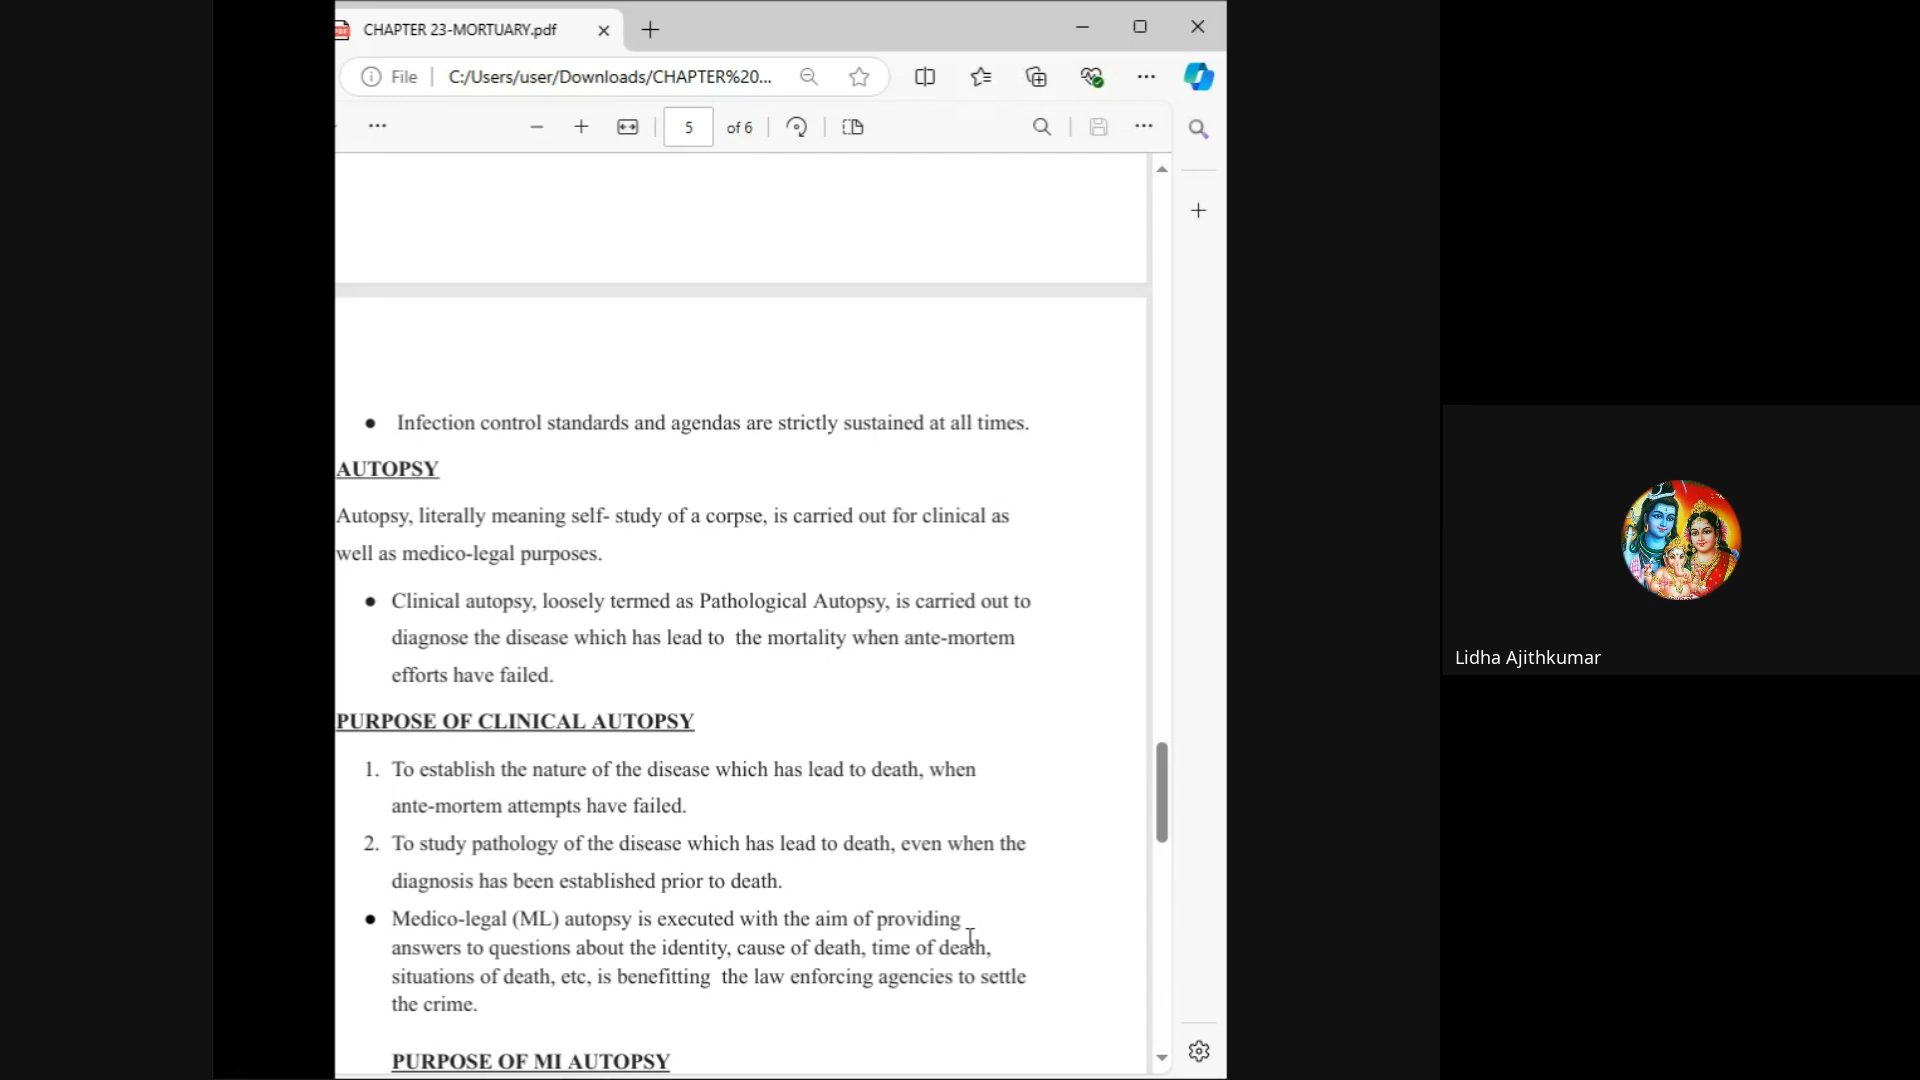 CHAPTER 23-MORTUARY.pdf
File
C:/Users/user/Downloads/CHAPTER%20...
5 of 6
● Infection control standards and agendas are strictly sustained at all times.
AUTOPSY
Autopsy, literally meaning self- study of a corpse, is carried out for clinical as
well as medico-legal purposes.
● Clinical autopsy, loosely termed as Pathological Autopsy, is carried out to
diagnose the disease which has lead to  the mortality when ante-mortem
efforts have failed.
PURPOSE OF CLINICAL AUTOPSY
1. To establish the nature of the disease which has lead to death, when
ante-mortem attempts have failed.
2. To study pathology of the disease which has lead to death, even when the
diagnosis has been established prior to death.
● Medico-legal (ML) autopsy is executed with the aim of providing
answers to questions about the identity, cause of death, time of death,
situations of death, etc, is benefitting  the law enforcing agencies to settle
the crime.
PURPOSE OF MI AUTOPSY
Lidha Ajithkumar